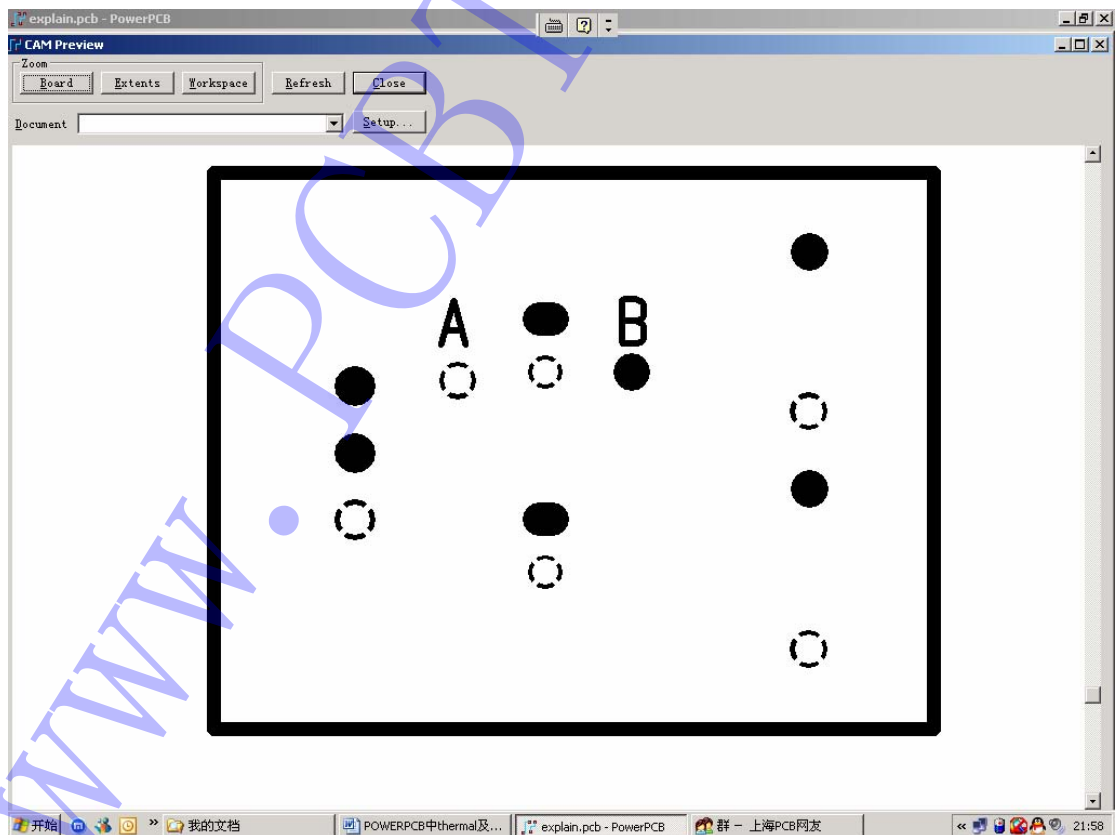 explain.pcb - PowerPCB
CAM Preview
Zoom
Board Extents Workspace Refresh Close
Document Setup...
A B
www.PCBT
开始 » 我的文档 POWERPCB中thermal及... explain.pcb - PowerPCB 群 - 上海PCB网友 « 21:58